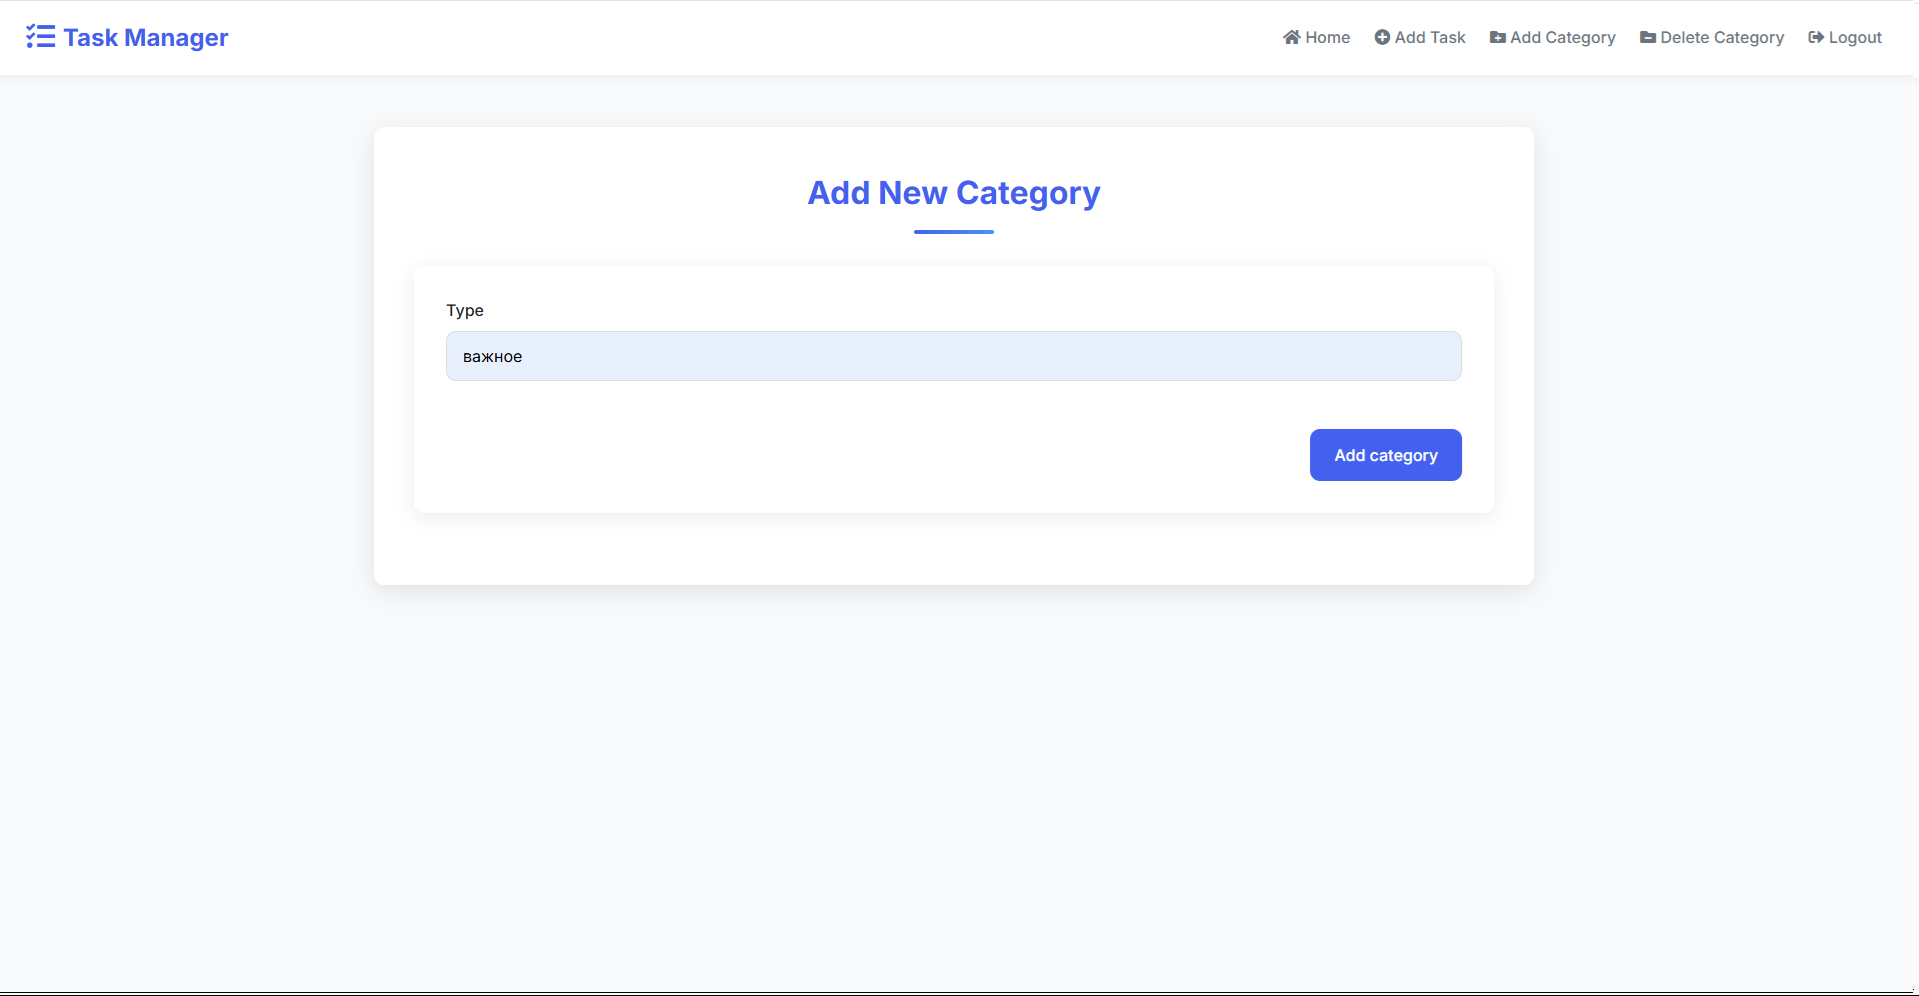 Task Manager
Home Add Task Add Category Delete Category Logout
Add New Category
Type
важное
Add category